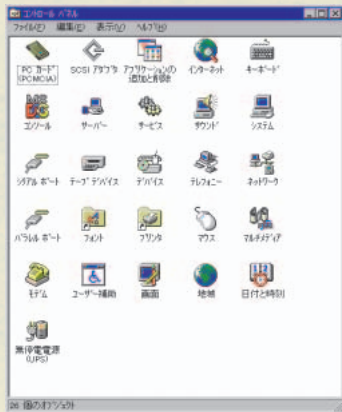 コントロール パネル
ファイル(F) 編集(E) 表示(V) ヘルプ(H)
PC カード (PCMCIA)
SCSI アダプタ
アプリケーションの追加と削除
インターネット
キーボード
コンソール
サーバー
サービス
サウンド
システム
シリアル ポート
テープ デバイス
デバイス
テレフォニー
ネットワーク
パラレル ポート
フォント
プリンタ
マウス
マルチメディア
モデム
ユーザー補助
画面
地域
日付と時刻
無停電電源 (UPS)
26 個のオブジェクト